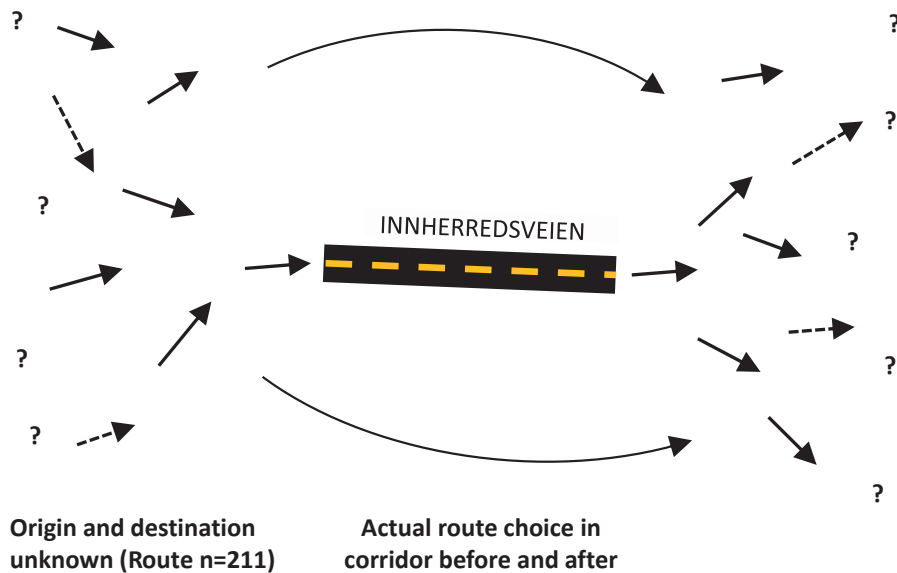 ?
?
?
?
INNHERREDSVEIEN
?
?
?
?
?
Origin and destination
unknown (Route n=211)
Actual route choice in
corridor before and after